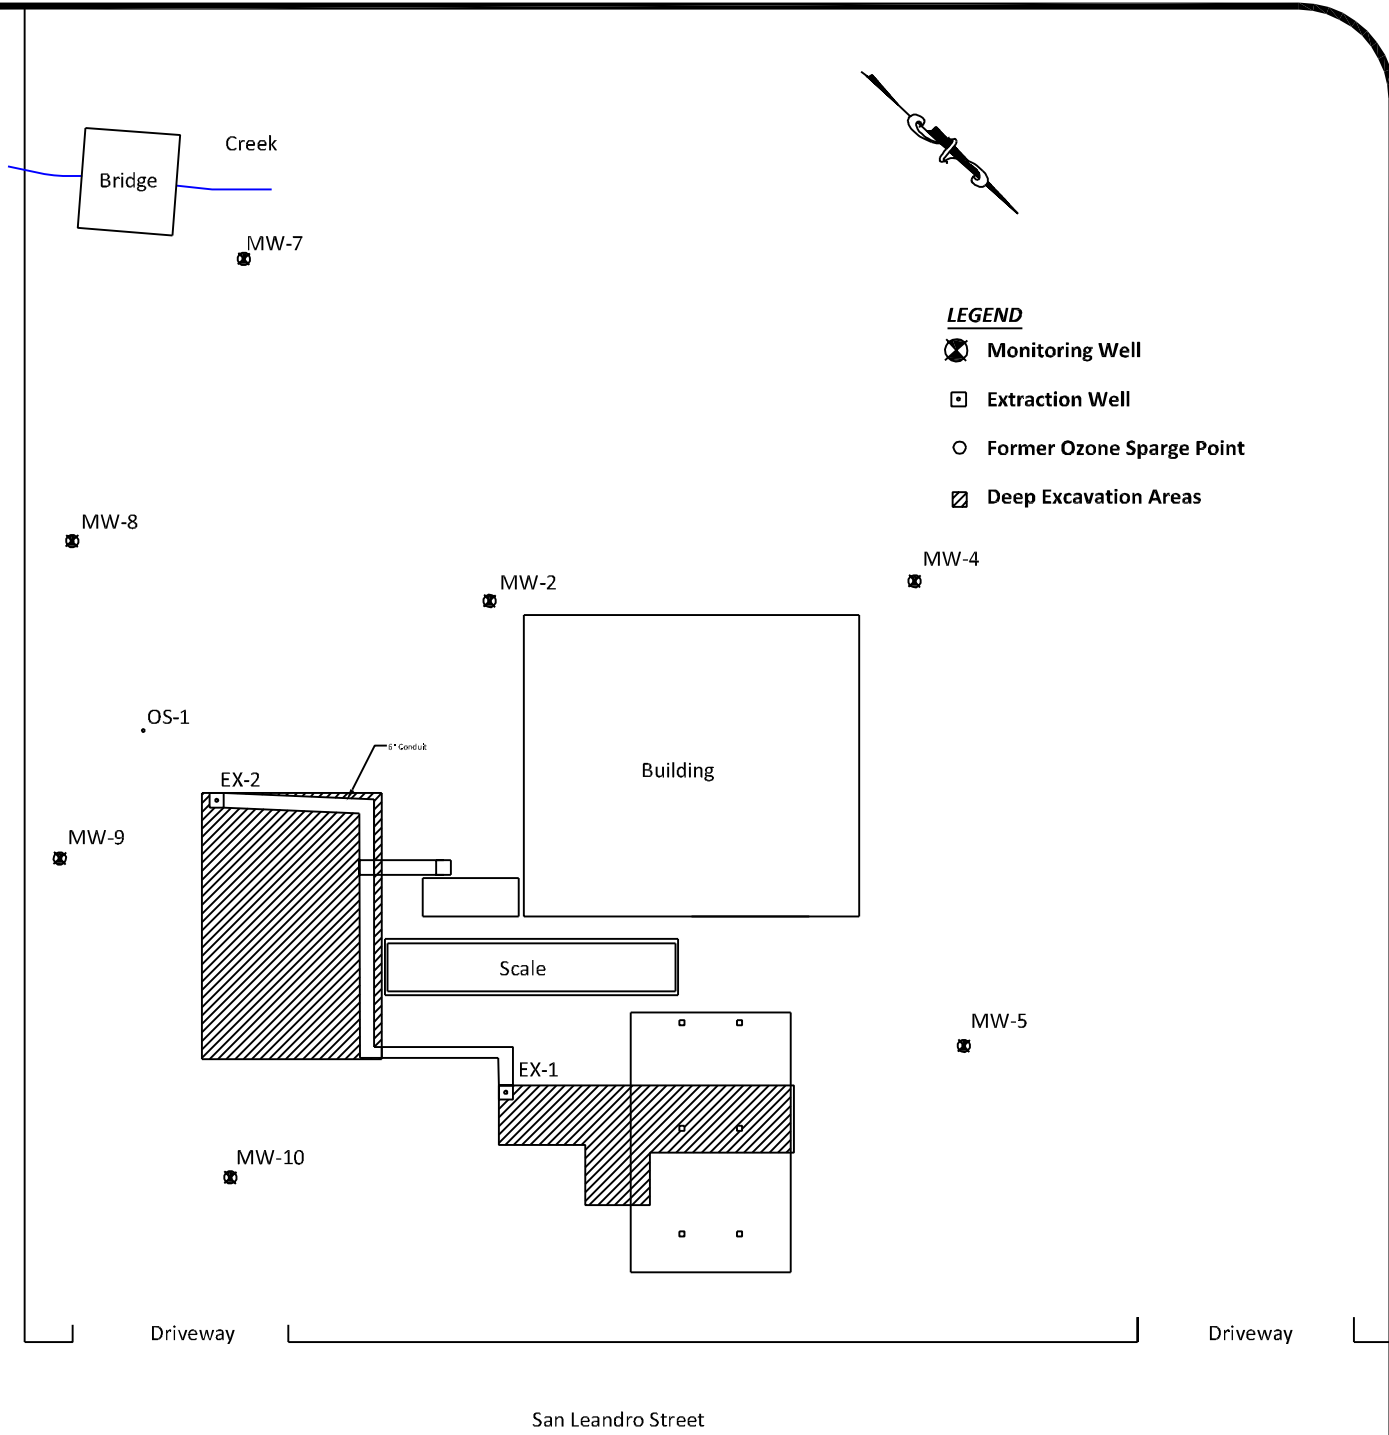 Creek
Bridge
MW-7
LEGEND
Monitoring Well
Extraction Well
Former Ozone Sparge Point
Deep Excavation Areas
MW-8
MW-4
MW-2
OS-1
6" Conduit
EX-2
Building
MW-9
Scale
MW-5
EX-1
MW-10
Driveway
Driveway
San Leandro Street